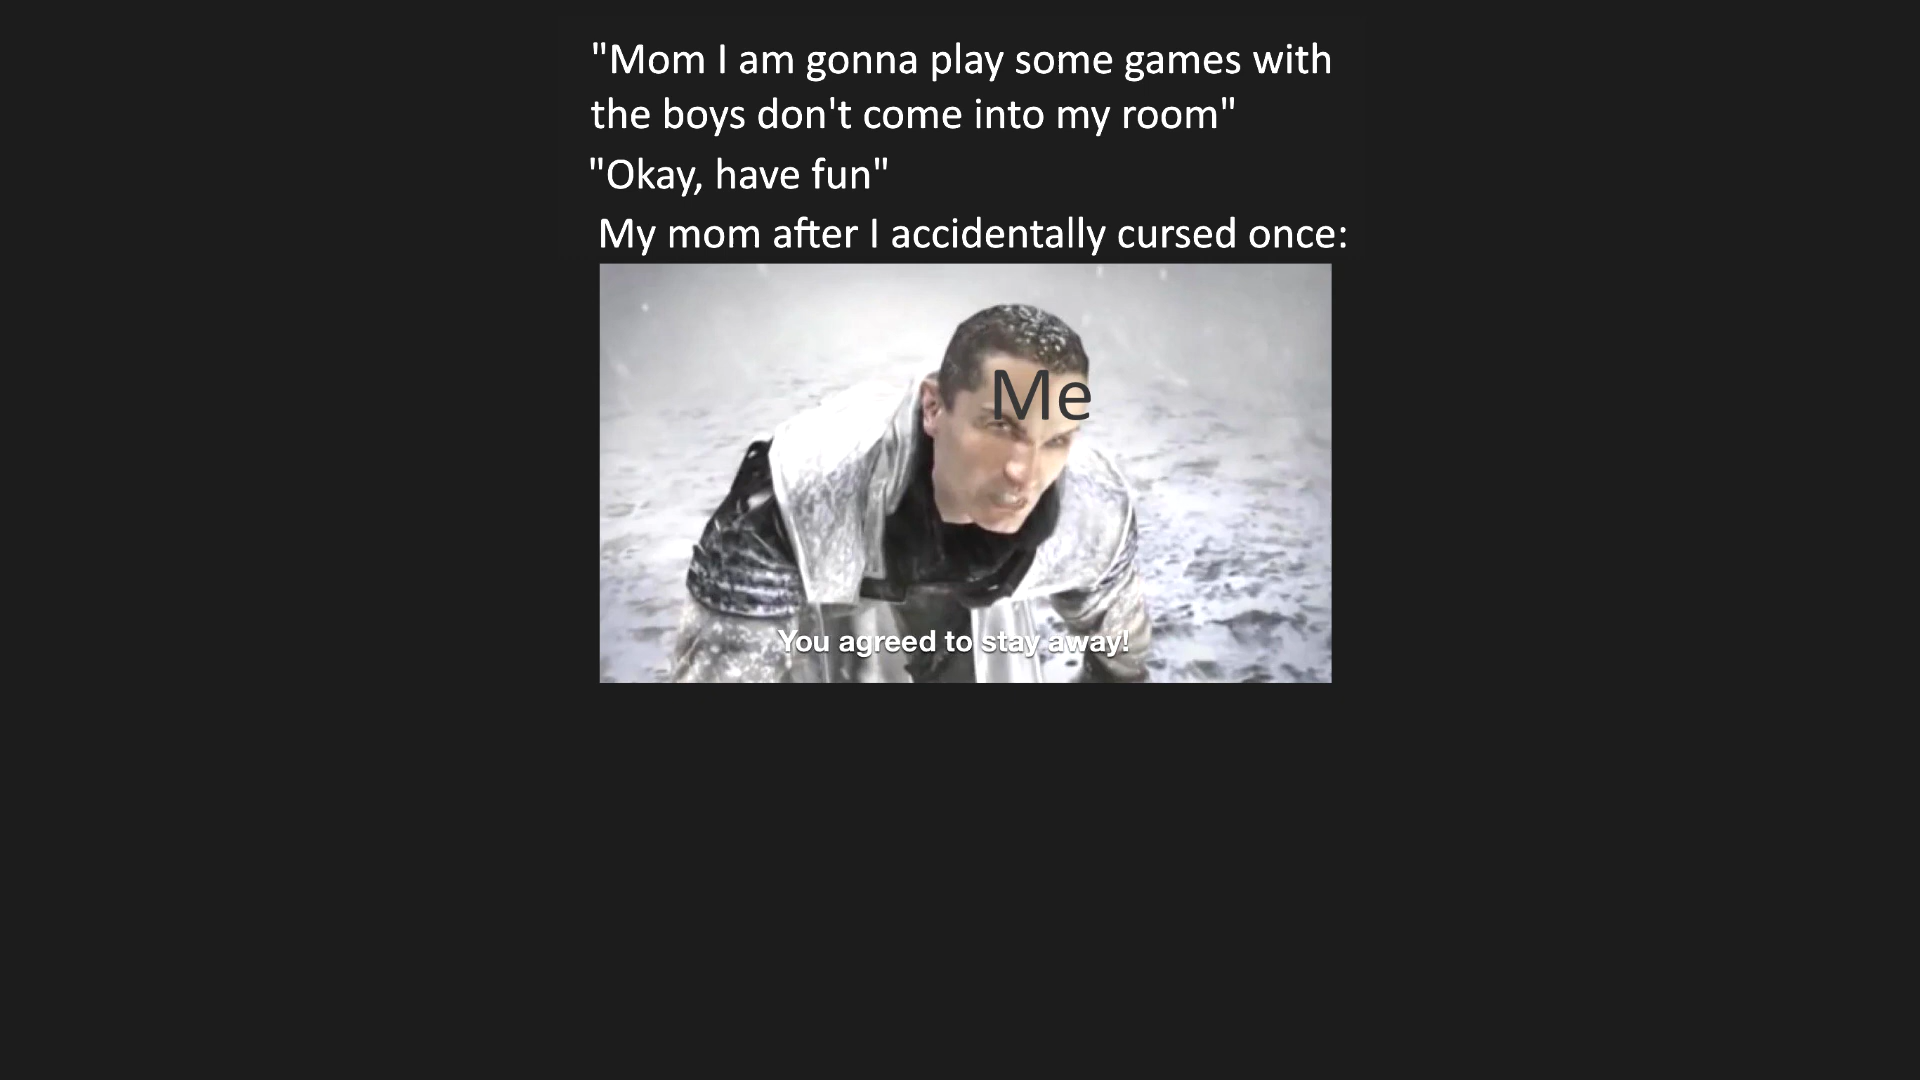 "Mom I am gonna play some games with
the boys don't come into my room"
"Okay, have fun"
My mom after I accidentally cursed once:
Me
You agreed to stay away!